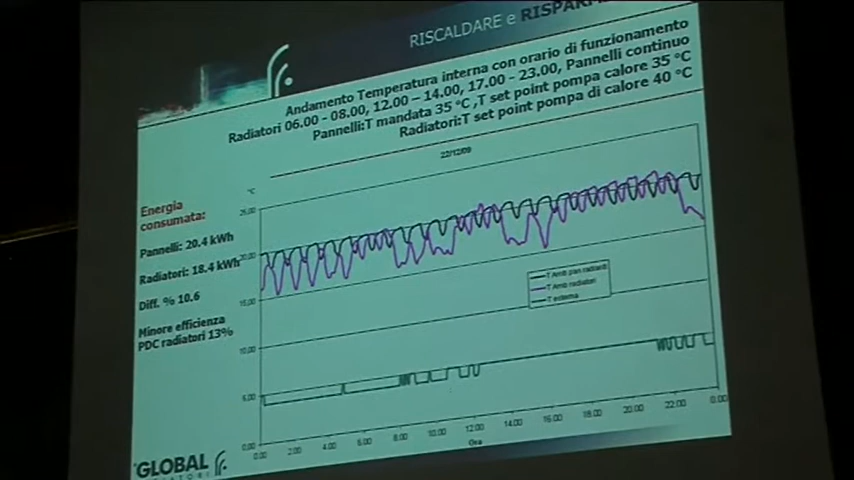 RISCALDARE e
Andamento Temperatura interna con orario di funzionamento
Radiatori 06.00 - 08.00, 12.00 – 14.00, 17.00 - 23.00, Pannelli continuo
Pannelli:T mandata 35 °C ,T set point pompa calore 35 °C
Radiatori:T set point pompa di calore 40 °C
22/12/09
°C
25,00
20,00
15,00
10,00
5,00
0,00
Energia
consumata:
Pannelli: 20.4 kWh
Radiatori: 18.4 kWh
Diff. % 10.6
Minore efficienza
PDC radiatori 13%
T Amb pan radianti
T Amb radiatori
T esterna
0.00 2.00 4.00 6.00 8.00 10.00 12.00 14.00 16.00 18.00 20.00 22.00 0.00
Ora
GLOBAL